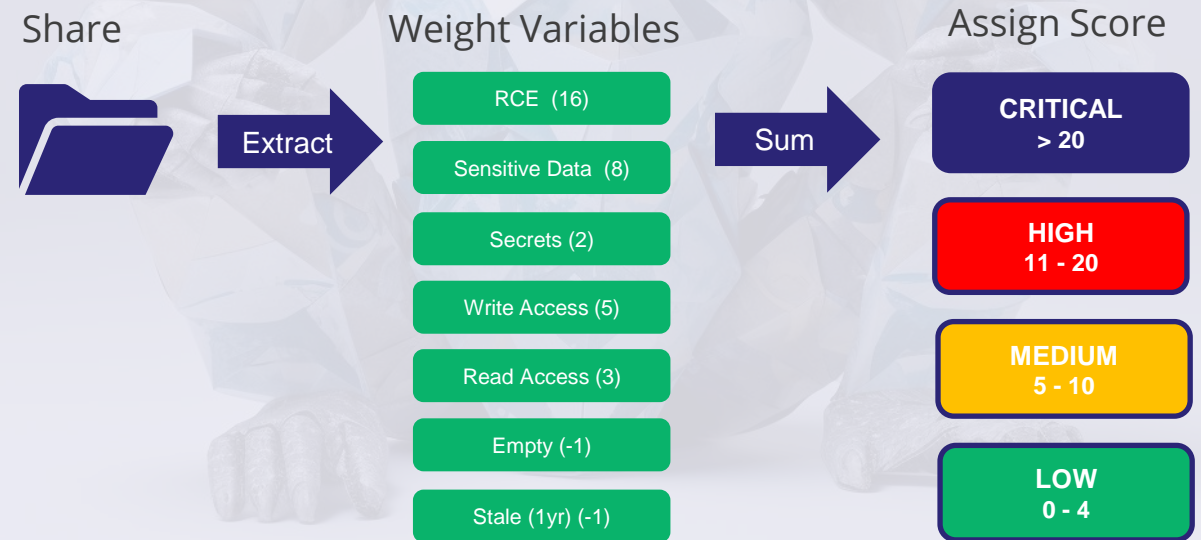 Share
Extract
Weight Variables
RCE (16)
Sensitive Data (8)
Secrets (2)
Write Access (5)
Read Access (3)
Empty (-1)
Stale (1yr) (-1)
Sum
Assign Score
CRITICAL
> 20
HIGH
11 - 20
MEDIUM
5 - 10
LOW
0 - 4